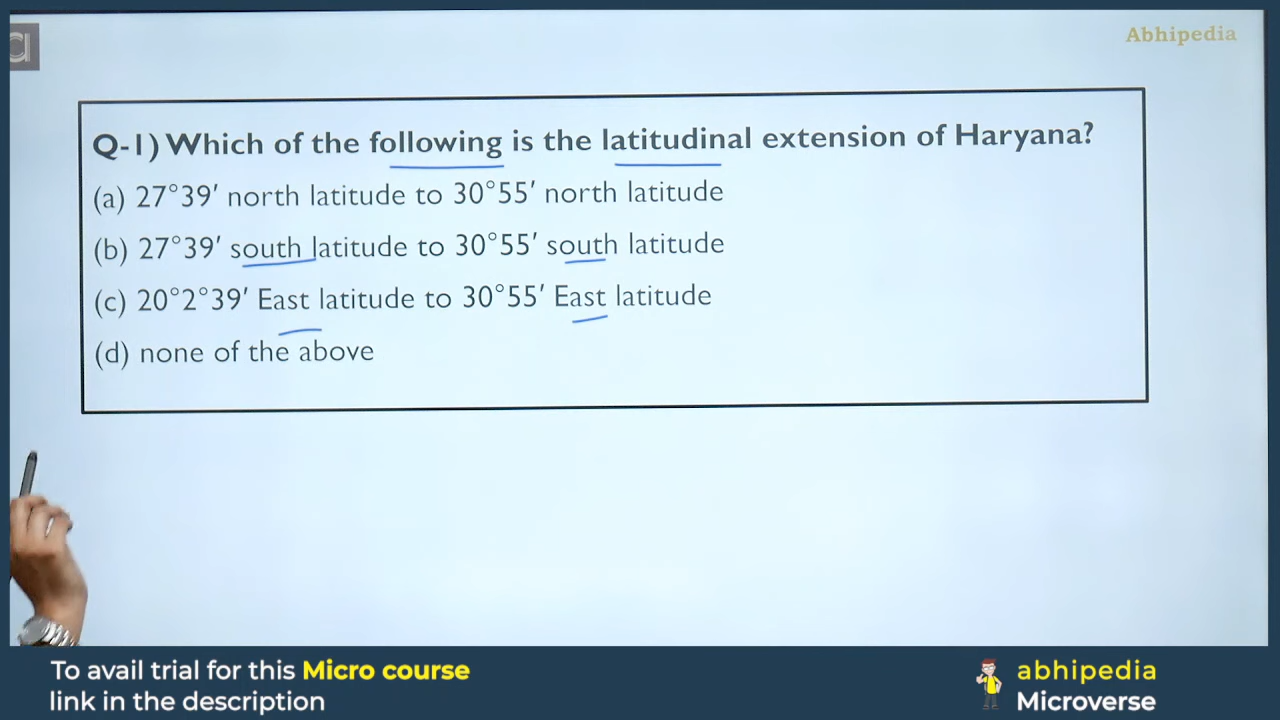 Abhipedia
Q-1) Which of the following is the latitudinal extension of Haryana?
(a) 27°39′ north latitude to 30°55′ north latitude
(b) 27°39′ south latitude to 30°55′ south latitude
(c) 20°2°39′ East latitude to 30°55′ East latitude
(d) none of the above
To avail trial for this Micro course
link in the description
abhipedia
Microverse